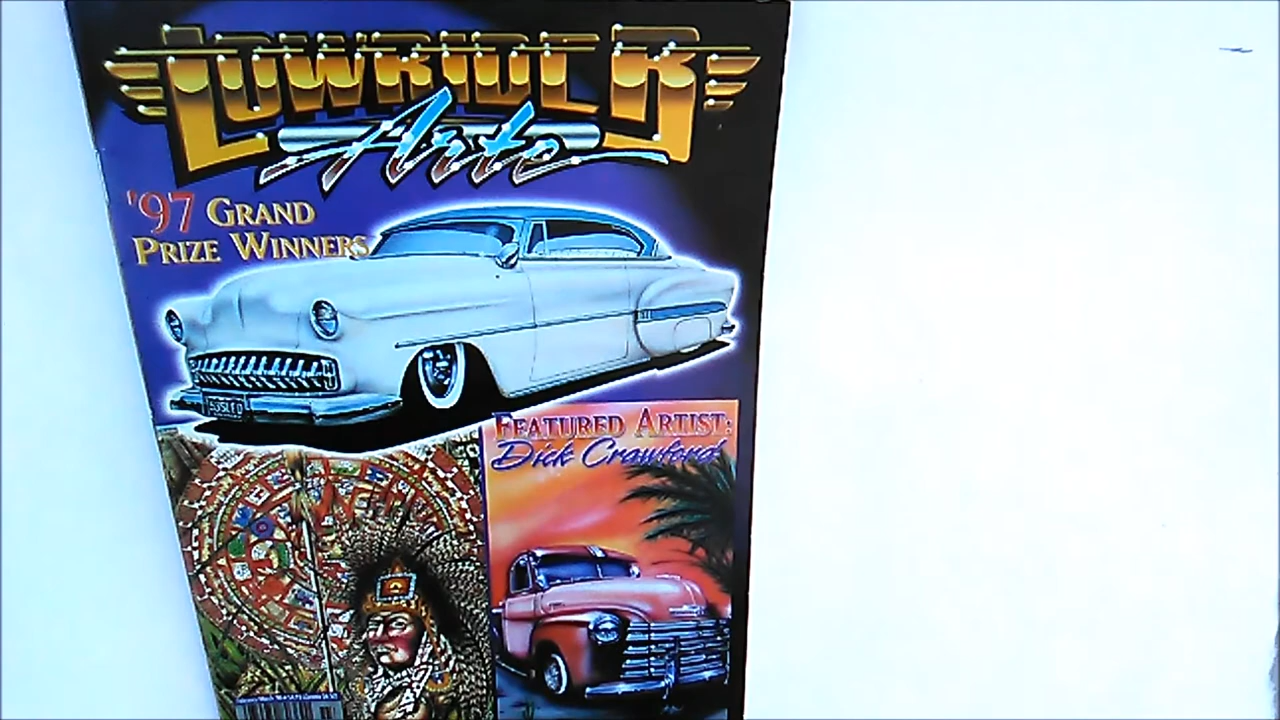 LOWRIDER
Arte
'97 GRAND
PRIZE WINNERS
FEATURED ARTIST:
Dick Crawford